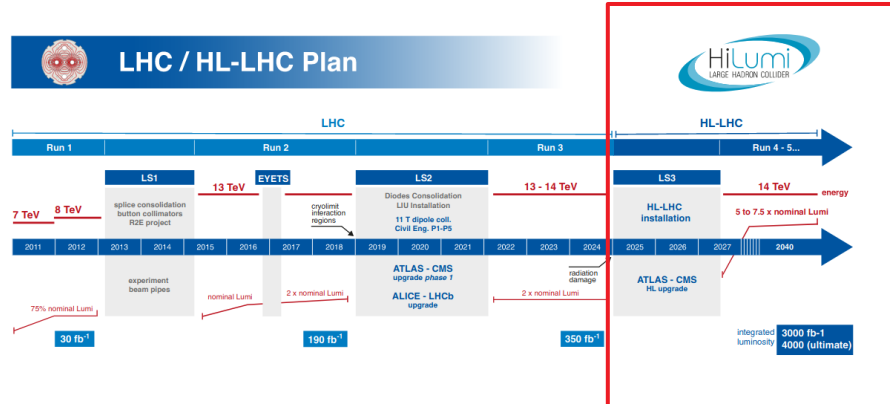 LHC / HL-LHC Plan
HiLumi
LARGE HADRON COLLIDER
LHC
HL-LHC
Run 1
Run 2
Run 3
Run 4 - 5...
LS1
EYETS
LS2
LS3
7 TeV
8 TeV
splice consolidation
button collimators
R2E project
13 TeV
cryolimit
interaction
regions
Diodes Consolidation
LIU Installation
11 T dipole coll.
Civil Eng. P1-P5
13 - 14 TeV
HL-LHC
installation
14 TeV
energy
5 to 7.5 x nominal Lumi
2011 2012 2013 2014 2015 2016 2017 2018 2019 2020 2021 2022 2023 2024 2025 2026 2027 2040
75% nominal Lumi
experiment
beam pipes
nominal Lumi
2 x nominal Lumi
ATLAS - CMS
upgrade phase 1
ALICE - LHCb
upgrade
2 x nominal Lumi
radiation
damage
ATLAS - CMS
HL upgrade
30 fb-1
190 fb-1
350 fb-1
integrated
luminosity
3000 fb-1
4000 (ultimate)